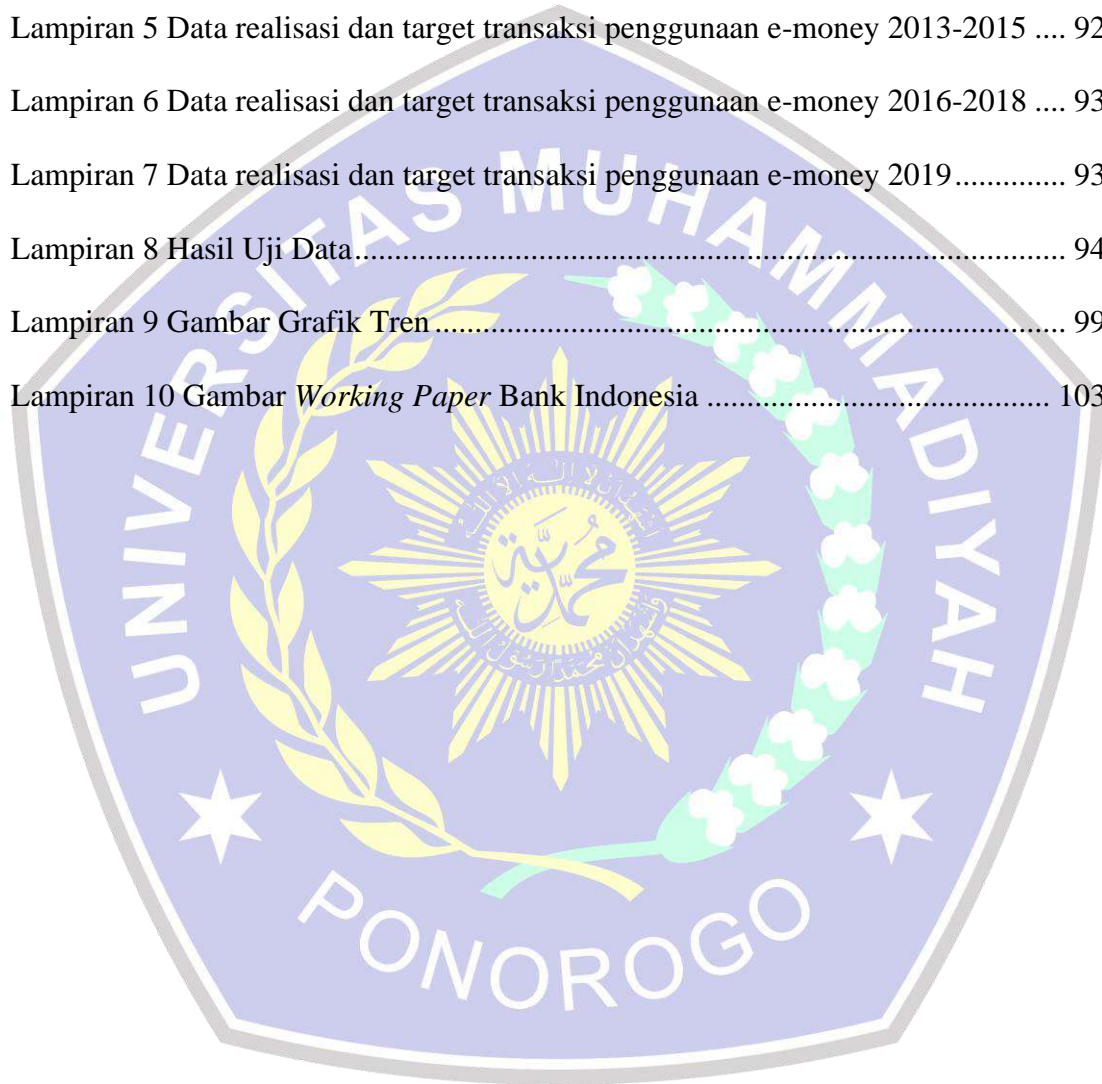 Lampiran 5 Data realisasi dan target transaksi penggunaan e-money 2013-2015 .... 92
Lampiran 6 Data realisasi dan target transaksi penggunaan e-money 2016-2018 .... 93
Lampiran 7 Data realisasi dan target transaksi penggunaan e-money 2019.............. 93
Lampiran 8 Hasil Uji Data.................................................................................. 94
Lampiran 9 Gambar Grafik Tren........................................................................ 99
Lampiran 10 Gambar Working Paper Bank Indonesia ........................................ 103
UNIVERSITAS MUHAMMADIYAH
PONOROGO
محمدية